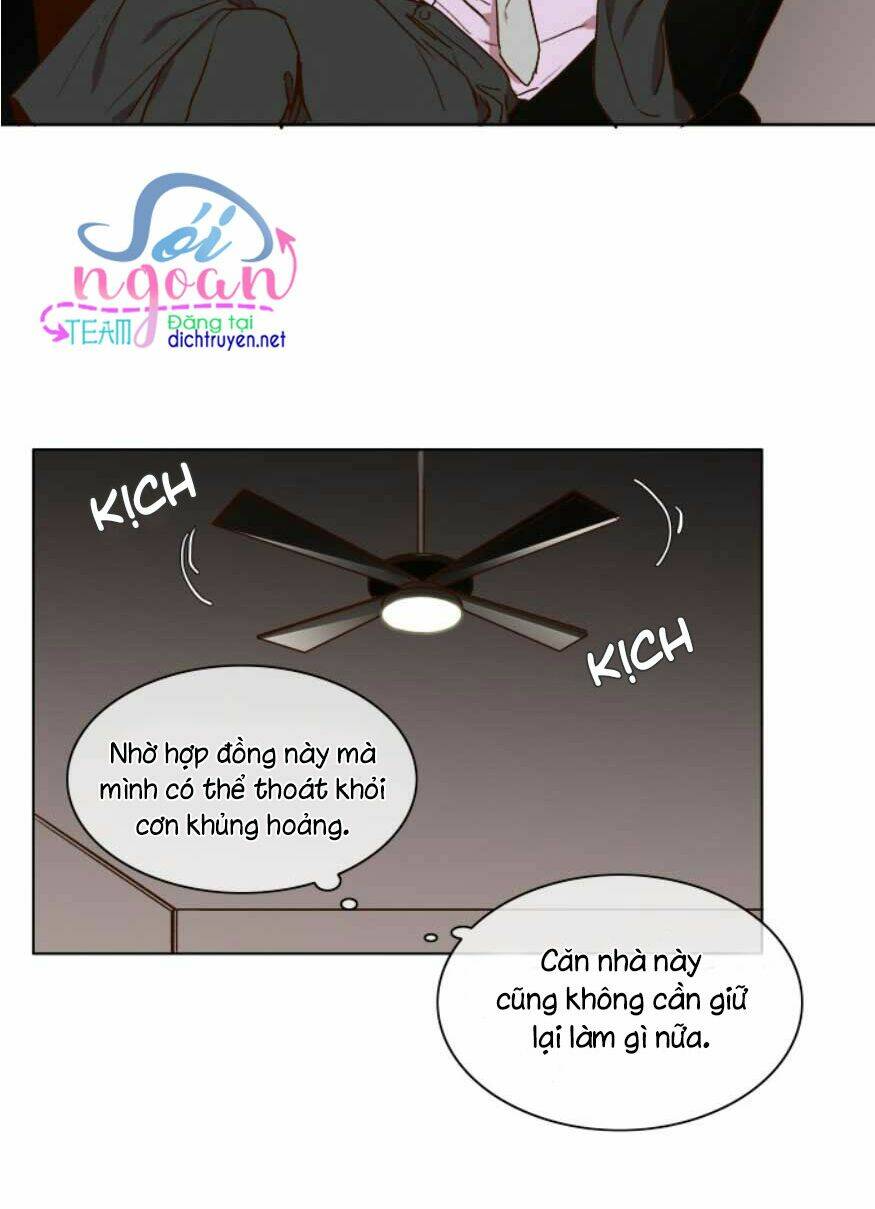 Sói
ngoan
TEAM
Đăng tại
dichtruyen.net
KỊCH
KỊCH
Nhờ hợp đồng này mà
mình có thể thoát khỏi
cơn khủng hoảng.
Căn nhà này
cũng không cần giữ
lại làm gì nữa.